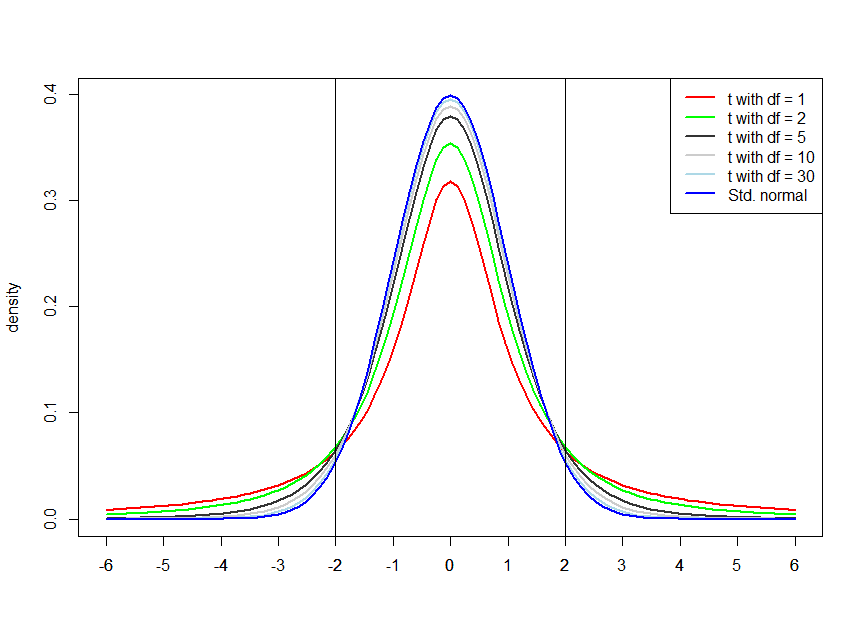 t with df = 1
t with df = 2
t with df = 5
t with df = 10
t with df = 30
Std. normal
density
0.4
0.3
0.2
0.1
0.0
-6 -5 -4 -3 -2 -1 0 1 2 3 4 5 6